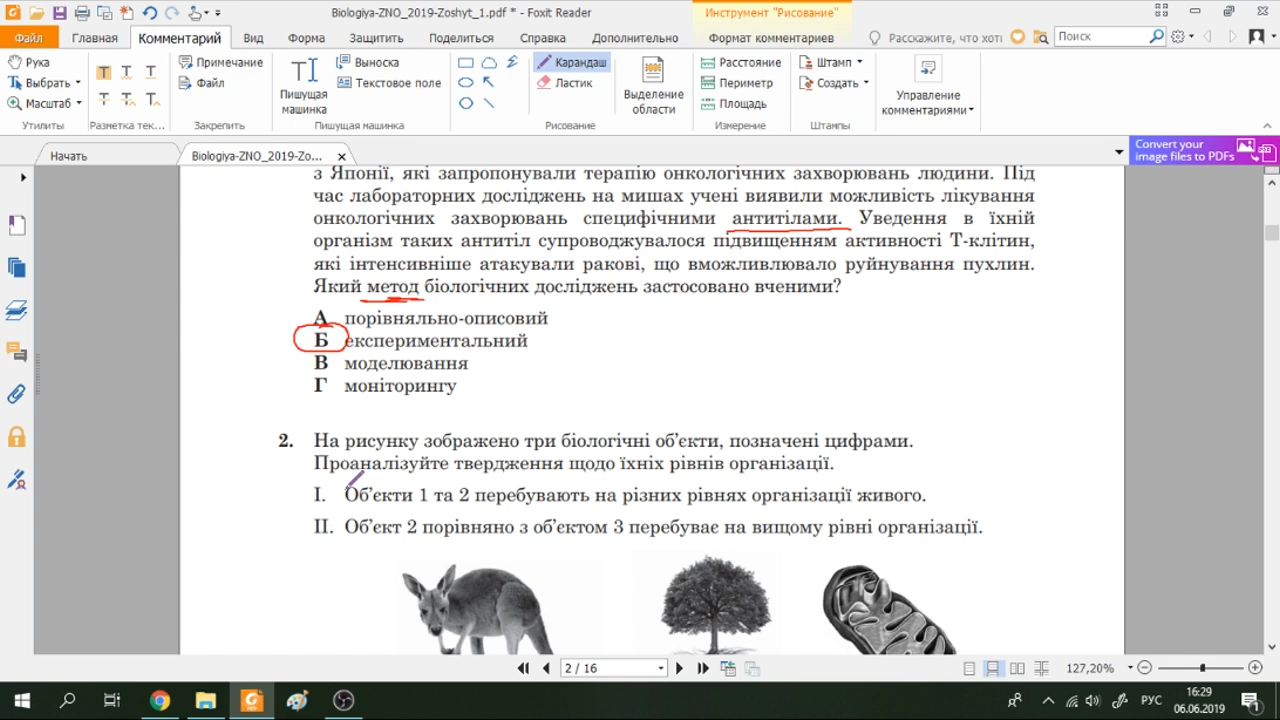 Biologiya-ZNO_2019-Zoshyt_1.pdf * - Foxit Reader
Инструмент "Рисование"
Файл
Главная
Комментарий
Вид
Форма
Защитить
Поделиться
Справка
Дополнительно
Формат комментариев
Расскажите, что хоті
Поиск
Рука
Выбрать
Масштаб
Утилиты
Разметка тек...
Примечание
Файл
Закрепить
Пишущая
машинка
Выноска
Текстовое поле
Пишущая машинка
Карандаш
Ластик
Рисование
Выделение
области
Расстояние
Периметр
Площадь
Измерение
Штамп
Создать
Штампы
Управление
комментариями
Начать
Biologiya-ZNO_2019-Zo...
Convert your
image files to PDFs
з Японії, які запропонували терапію онкологічних захворювань людини. Під
час лабораторних досліджень на мишах учені виявили можливість лікування
онкологічних захворювань специфічними антитілами. Уведення в їхній
організм таких антитіл супроводжувалося підвищенням активності Т-клітин,
які інтенсивніше атакували ракові, що вможливлювало руйнування пухлин.
Який метод біологічних досліджень застосовано вченими?
А порівняльно-описовий
Б експериментальний
В моделювання
Г моніторингу
2. На рисунку зображено три біологічні об'єкти, позначені цифрами.
Проаналізуйте твердження щодо їхніх рівнів організації.
І. Об'єкти 1 та 2 перебувають на різних рівнях організації живого.
ІІ. Об'єкт 2 порівняно з об'єктом 3 перебуває на вищому рівні організації.
2 / 16
127,20%
РУС
16:29
06.06.2019
1